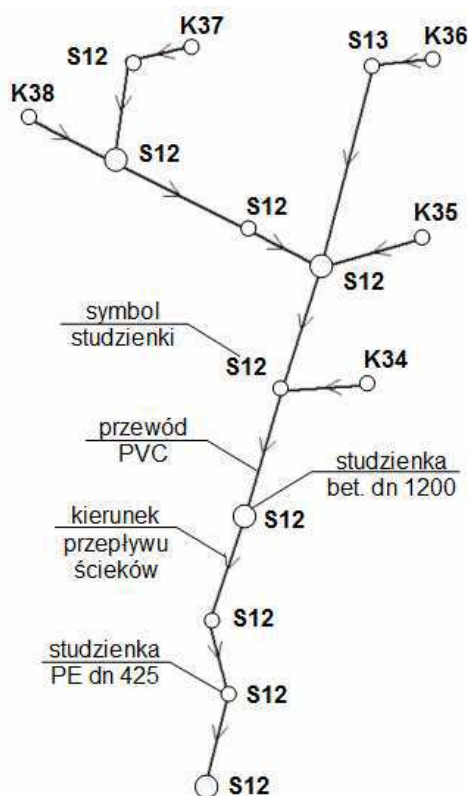 K37
S12
S13
K36
K38
S12
S12
K35
S12
symbol
studzienki
S12
K34
przewód
PVC
studzienka
bet. dn 1200
S12
kierunek
przepływu
ścieków
S12
studzienka
PE dn 425
S12
S12